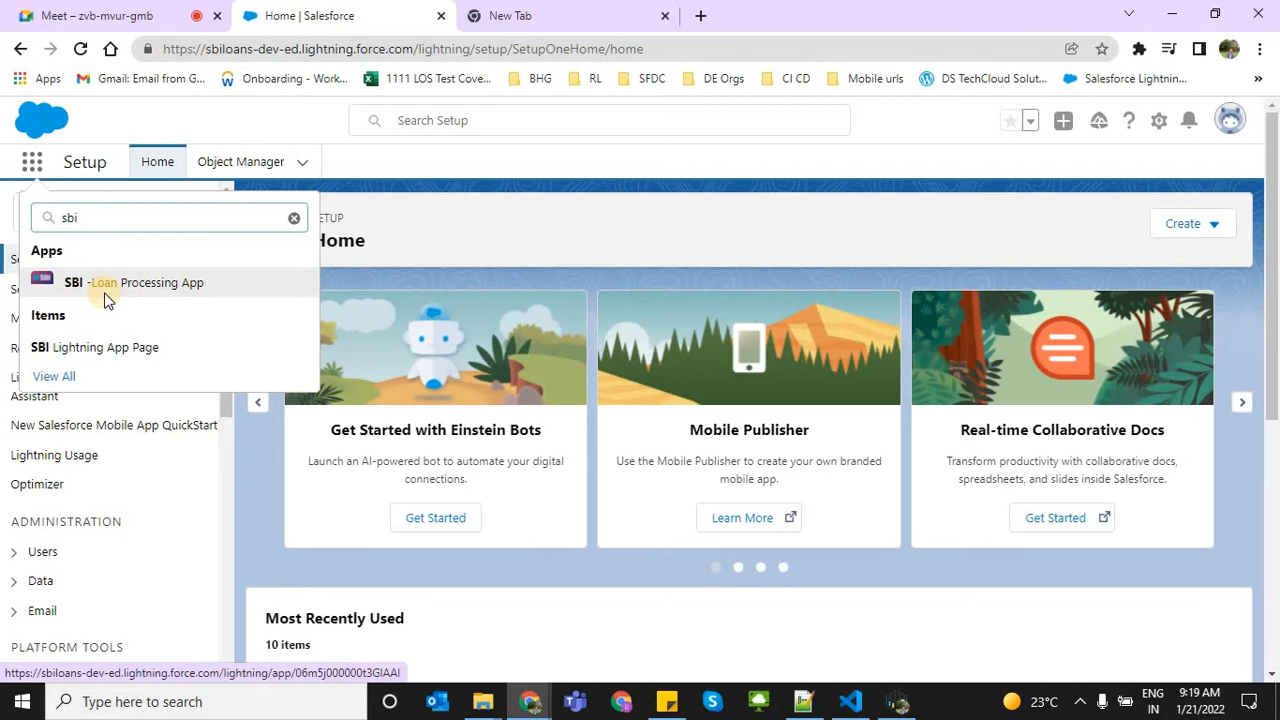 Meet – zvb-mvur-gmb
Home | Salesforce
New Tab
https://sbiloans-dev-ed.lightning.force.com/lightning/setup/SetupOneHome/home
Apps
Gmail: Email from G...
Onboarding - Work...
1111 LOS Test Cove...
BHG
RL
SFDC
DE Orgs
CI CD
Mobile urls
DS TechCloud Solut...
Salesforce Lightnin...
»
Search Setup
Setup
Home
Object Manager
sbi
Apps
SBI
SBI -Loan Processing App
Items
SBI Lightning App Page
View All
Assistant
New Salesforce Mobile App QuickStart
Lightning Usage
Optimizer
ADMINISTRATION
Users
Data
Email
PLATFORM TOOLS
SETUP
Home
Create
Get Started with Einstein Bots
Launch an AI-powered bot to automate your digital
connections.
Get Started
Mobile Publisher
Use the Mobile Publisher to create your own branded
mobile app.
Learn More
Real-time Collaborative Docs
Transform productivity with collaborative docs,
spreadsheets, and slides inside Salesforce.
Get Started
Most Recently Used
10 items
https://sbiloans-dev-ed.lightning.force.com/lightning/app/06m5j000000t3GIAAI
Type here to search
23°C
ENG
IN
9:19 AM
1/21/2022